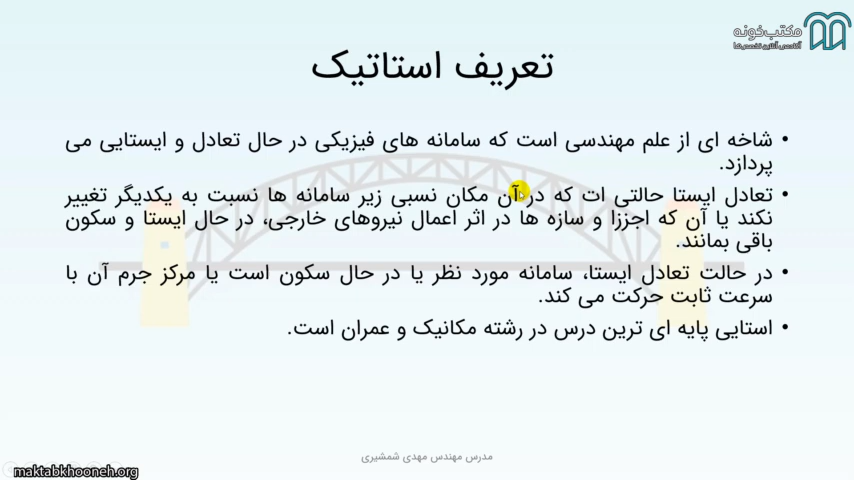 مکتب‌خونه
آکادمی آنلاین تخصص‌ها
تعریف استاتیک
• شاخه ای از علم مهندسی است که سامانه های فیزیکی در حال تعادل و ایستایی می
پردازد.
• تعادل ایستا حالتی ات که در آن مکان نسبی زیر سامانه ها نسبت به یکدیگر تغییر
نکند یا آن که اجززا و سازه ها در اثر اعمال نیروهای خارجی، در حال ایستا و سکون
باقی بمانند.
• در حالت تعادل ایستا، سامانه مورد نظر یا در حال سکون است یا مرکز جرم آن با
سرعت ثابت حرکت می کند.
• استایی پایه ای ترین درس در رشته مکانیک و عمران است.
مدرس مهندس مهدی شمشیری
maktabkhooneh.org